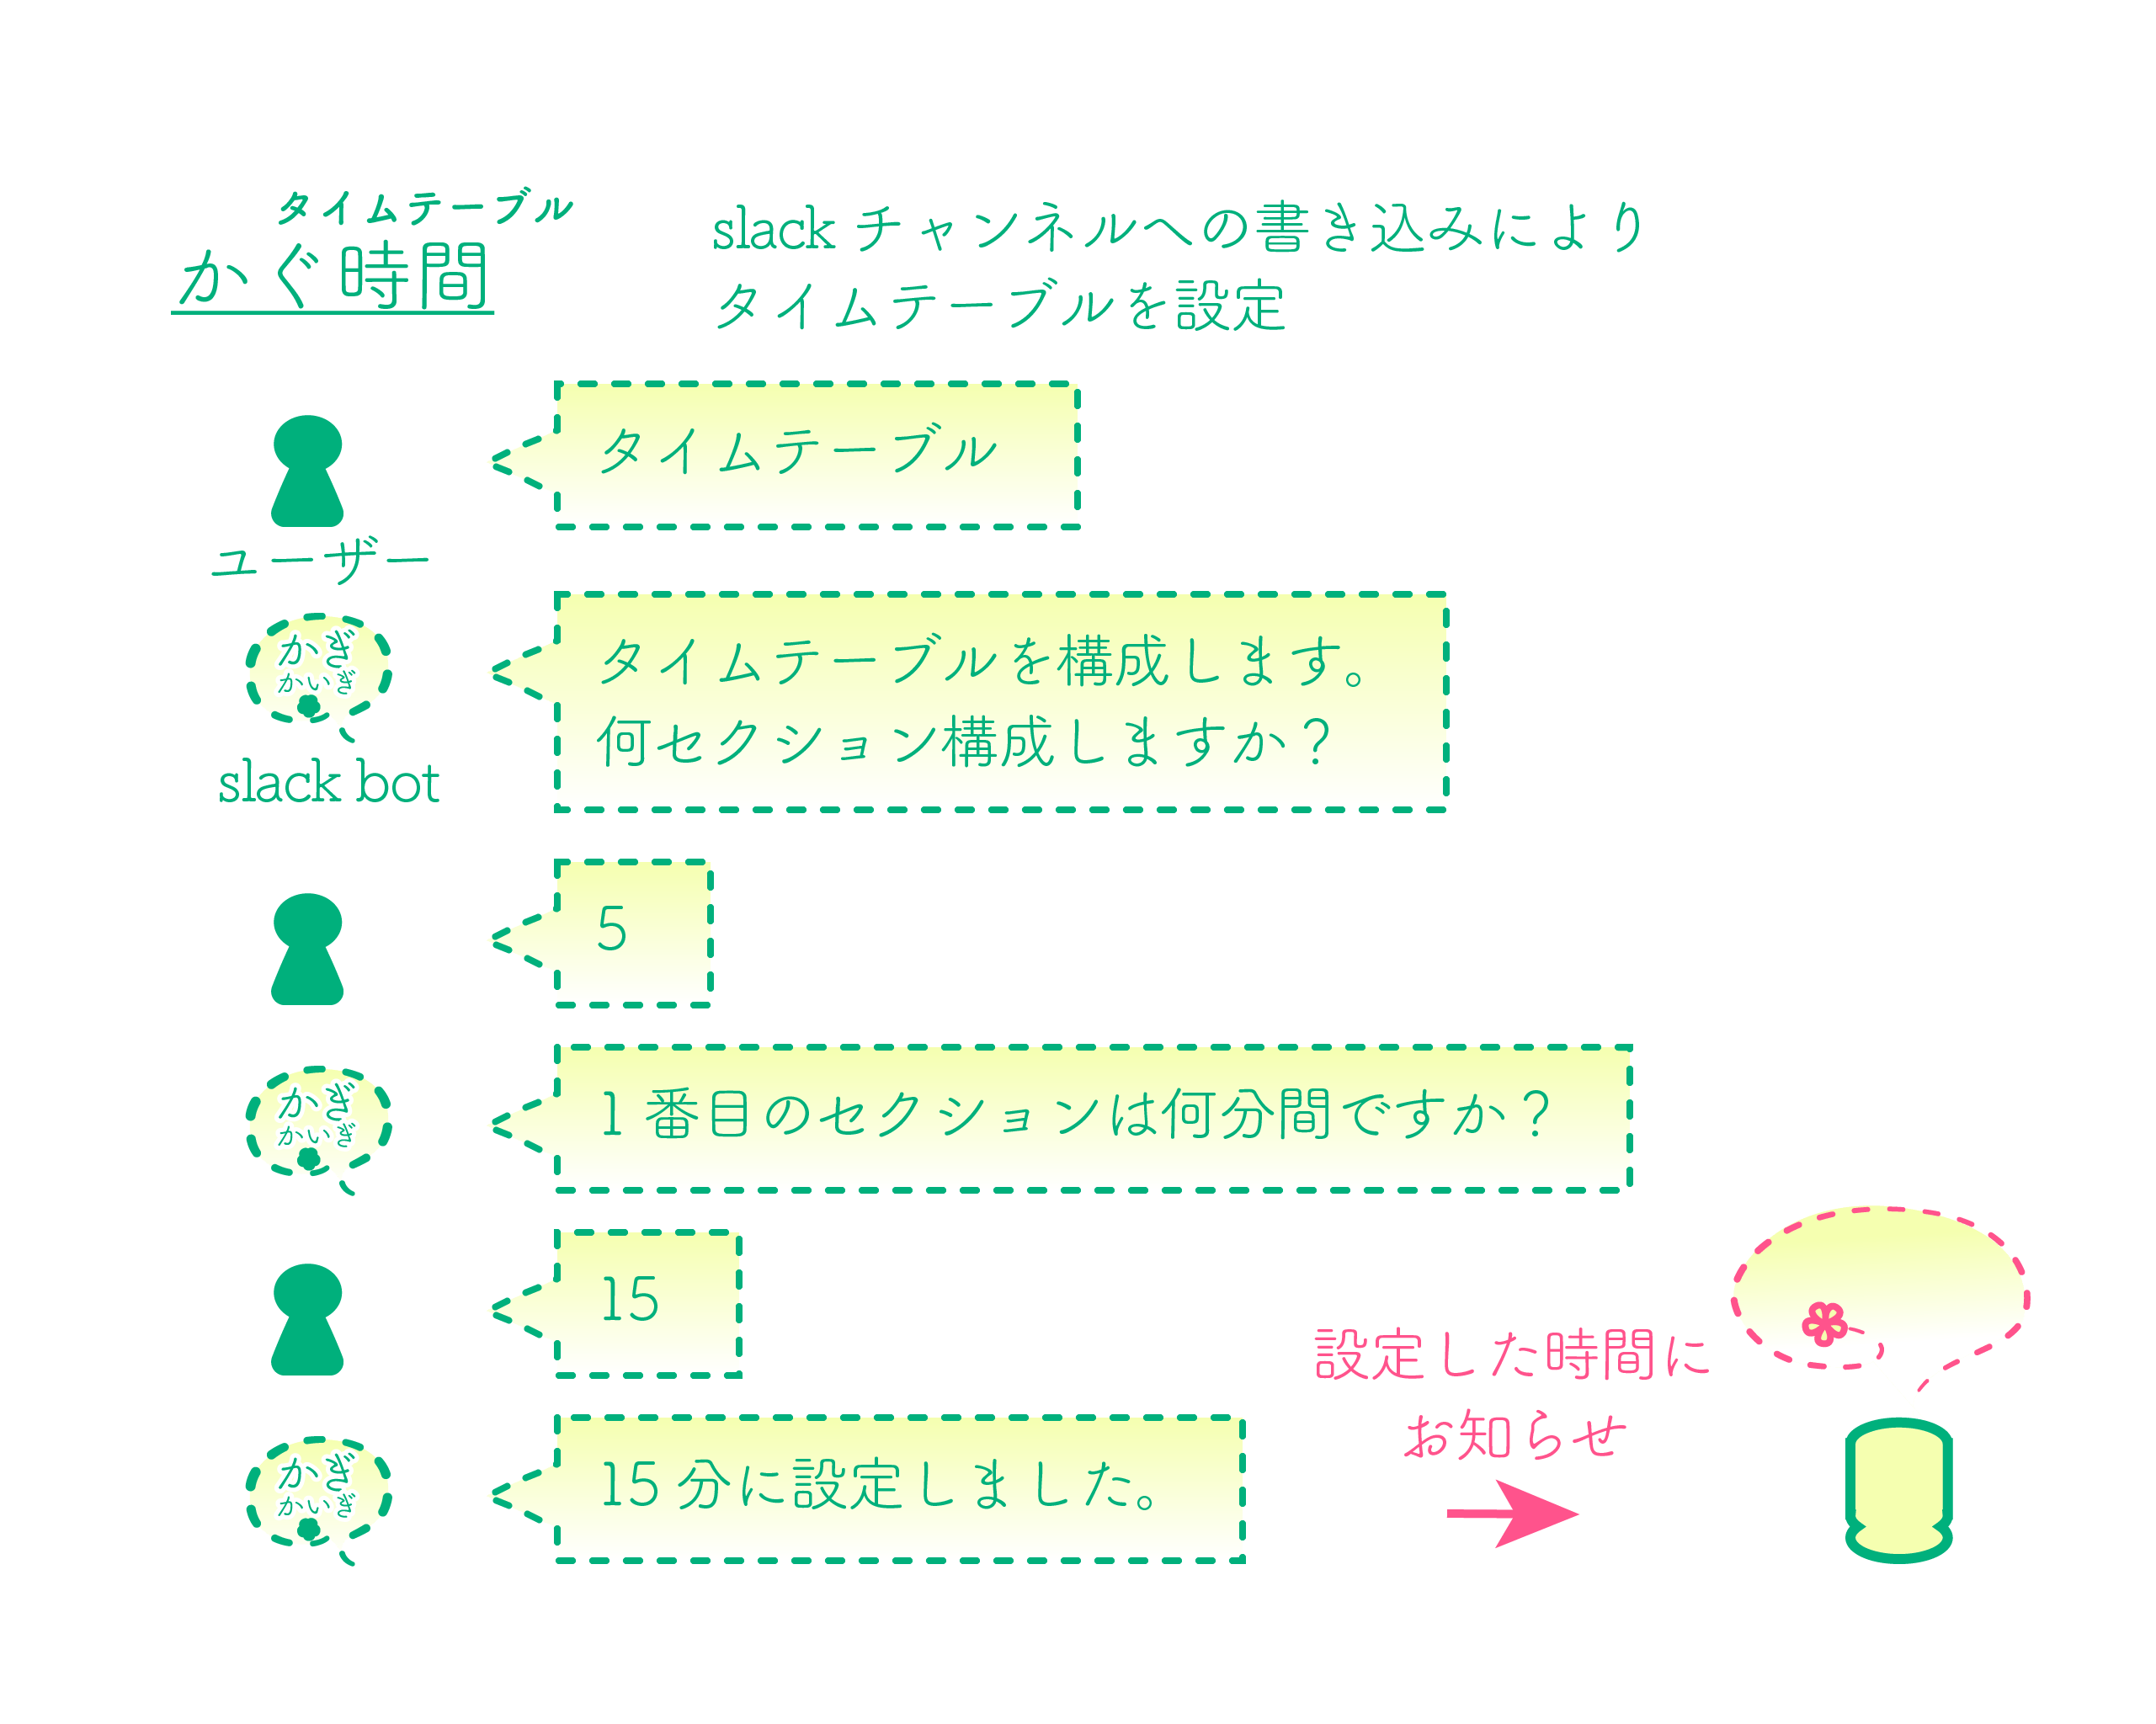 タイムテーブル
かぐ時間
slack チャンネルへの書き込みにより
タイムテーブルを設定
タイムテーブル
ユーザー
かぎ
かいぎ
slack bot
タイムテーブルを構成します。
何セクション構成しますか？
5
かぎ
かいぎ
1 番目のセクションは何分間ですか？
15
かぎ
かいぎ
15 分に設定しました。
設定した時間に
お知らせ